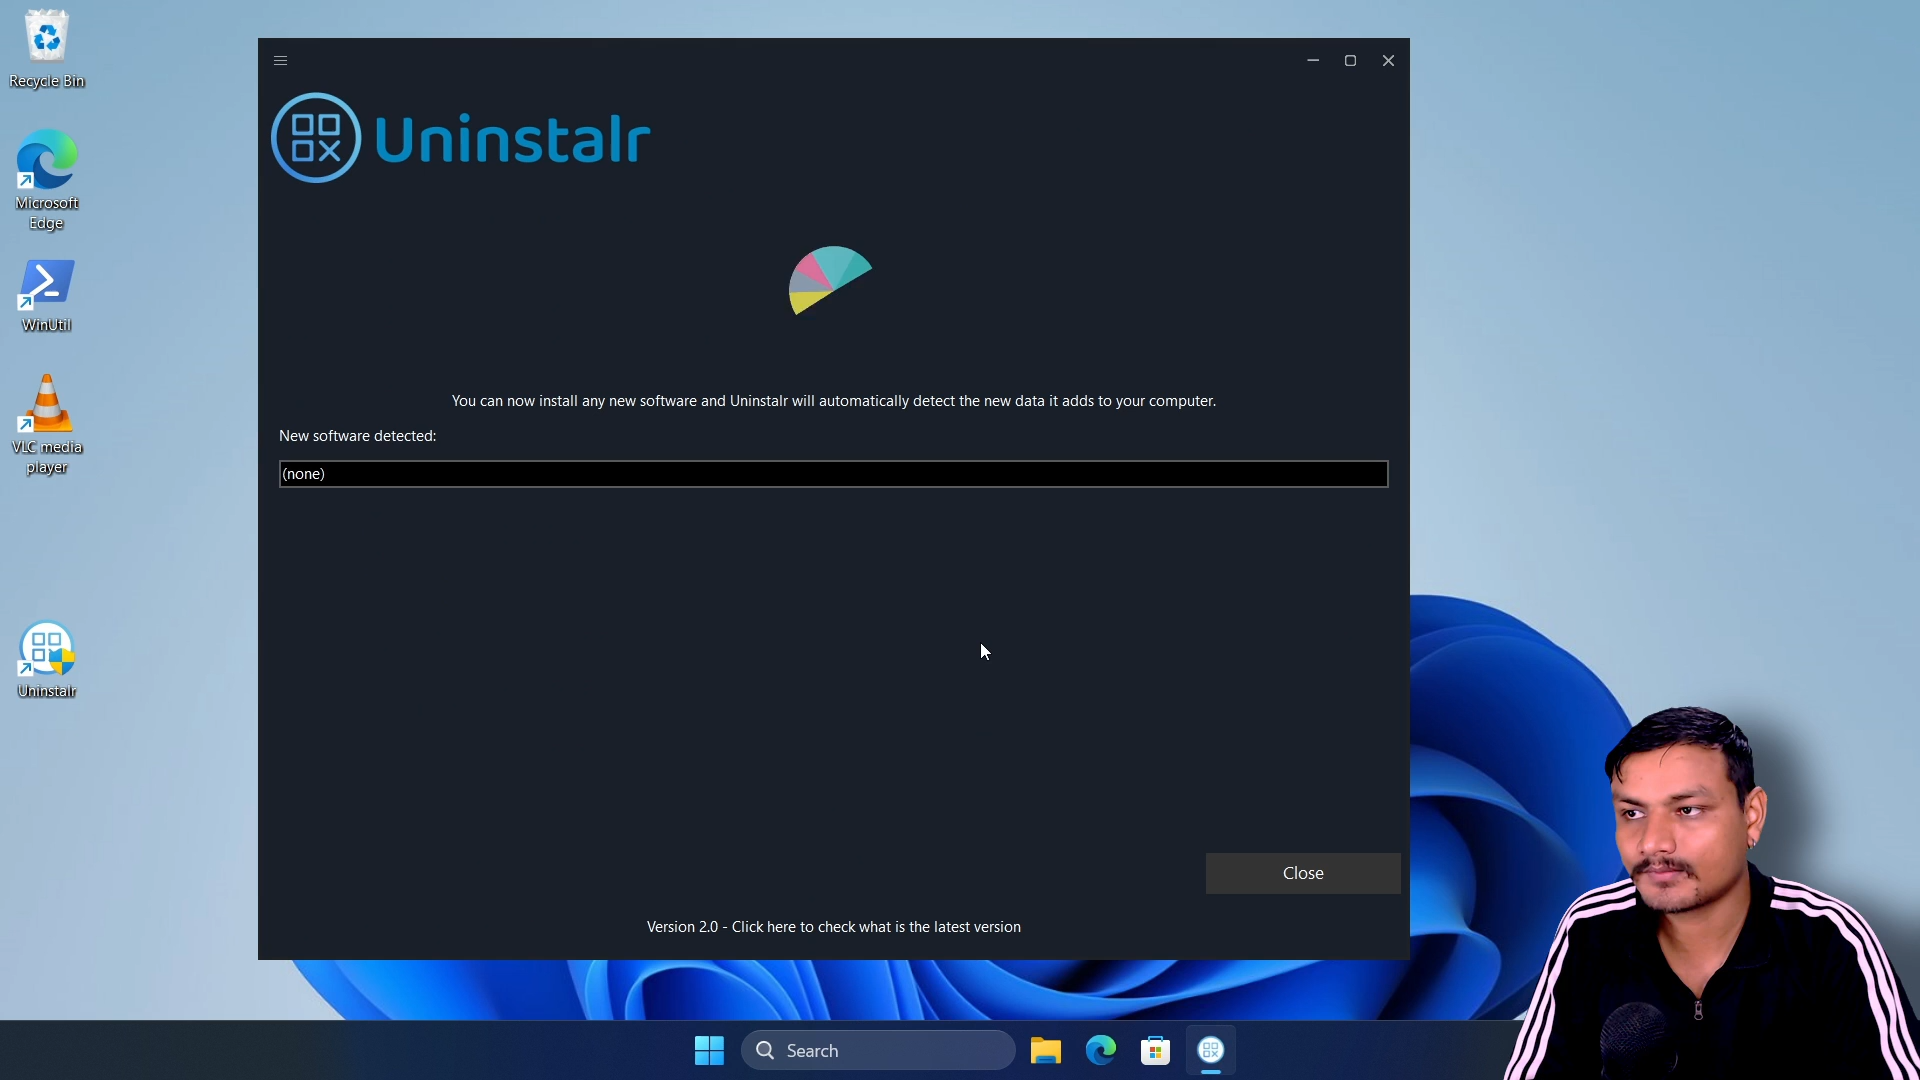 Recycle Bin
Microsoft
Edge
WinUtil
VLC media
player
Uninstalr
Uninstalr
You can now install any new software and Uninstalr will automatically detect the new data it adds to your computer.
New software detected:
(none)
Close
Version 2.0 - Click here to check what is the latest version
Search